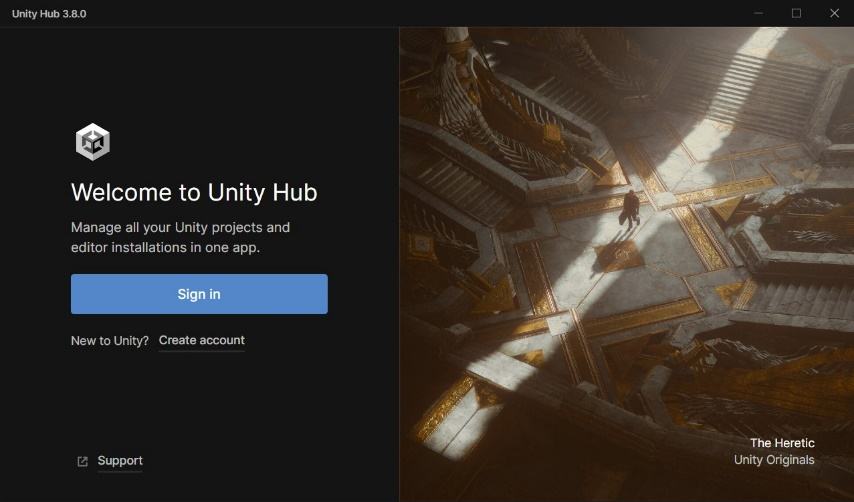 Unity Hub 3.8.0
Welcome to Unity Hub
Manage all your Unity projects and
editor installations in one app.
Sign in
New to Unity? Create account
Support
The Heretic
Unity Originals